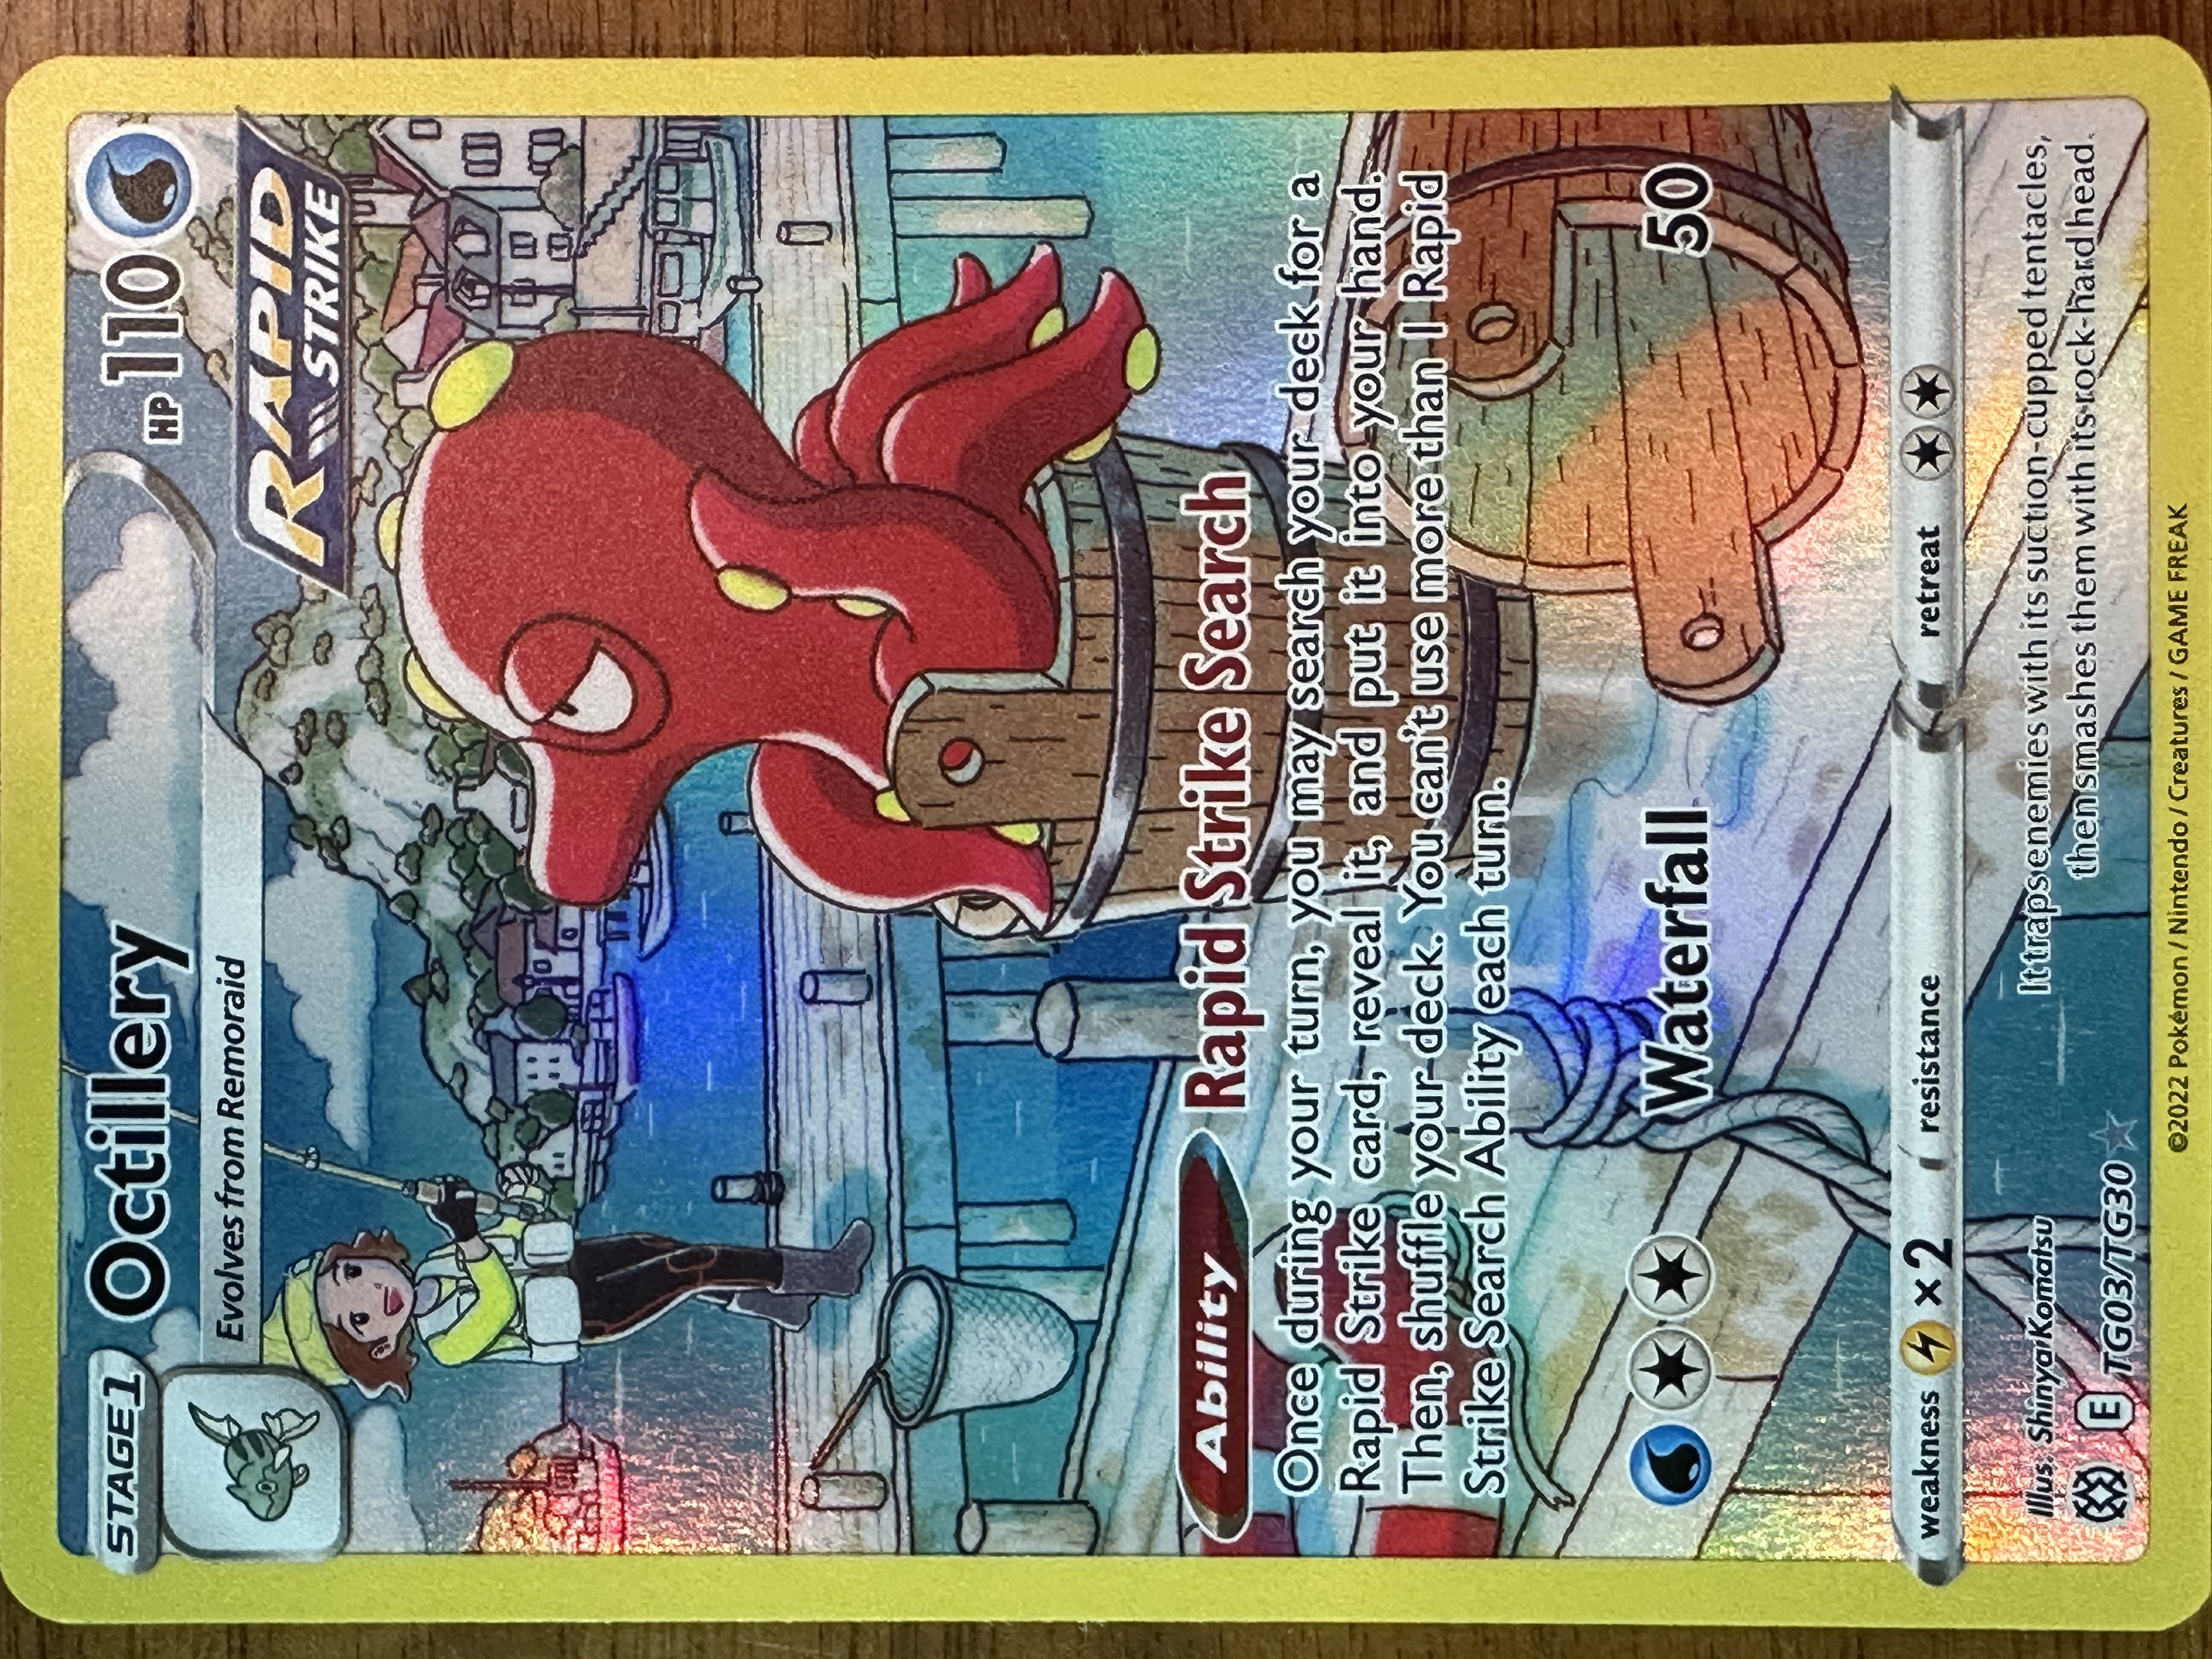 STAGE 1
Octillery
HP 110
Evolves from Remoraid
RAPID
STRIKE
Ability Rapid Strike Search
Once during your turn, you may search your deck for a
Rapid Strike card, reveal it, and put it into your hand.
Then, shuffle your deck. You can't use more than 1 Rapid
Strike Search Ability each turn.
Waterfall 50
weakness ×2 resistance retreat
Illus. Shinya Komatsu
It traps enemies with its suction-cupped tentacles,
then smashes them with its rock-hard head.
E TG03/TG30
©2022 Pokémon / Nintendo / Creatures / GAME FREAK